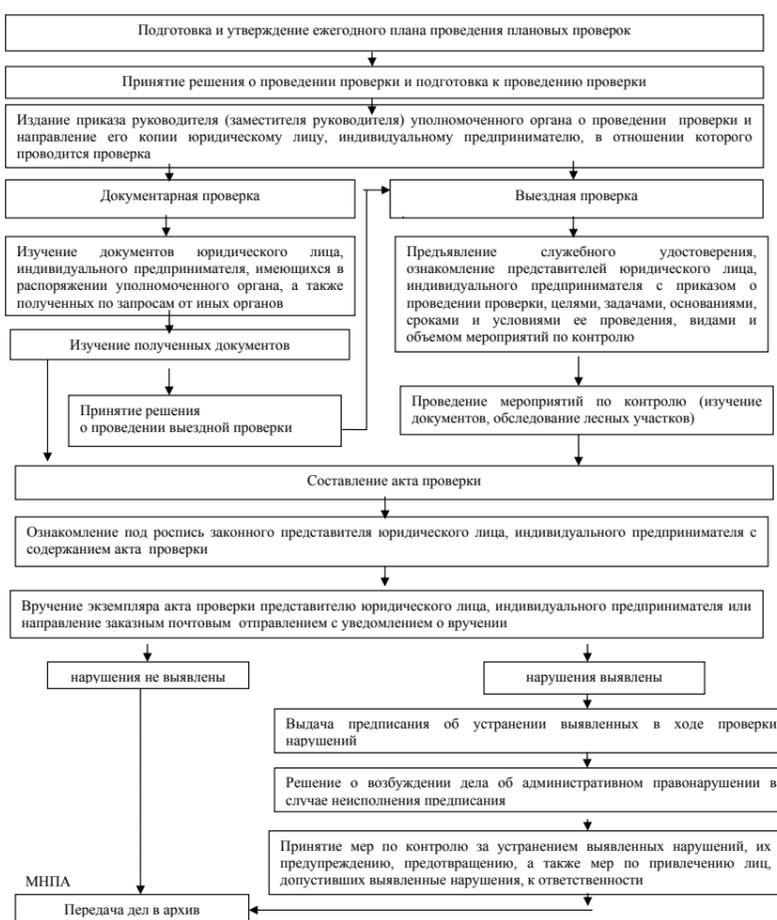 Подготовка и утверждение ежегодного плана проведения плановых проверок
Принятие решения о проведении проверки и подготовка к проведению проверки
Издание приказа руководителя (заместителя руководителя) уполномоченного органа о проведении проверки и
направление его копии юридическому лицу, индивидуальному предпринимателю, в отношении которого
проводится проверка
Документарная проверка
Выездная проверка
Изучение документов юридического лица,
индивидуального предпринимателя, имеющихся в
распоряжении уполномоченного органа, а также
полученных по запросам от иных органов
Предъявление служебного удостоверения,
ознакомление представителей юридического лица,
индивидуального предпринимателя с приказом о
проведении проверки, целями, задачами, основаниями,
сроками и условиями ее проведения, видами и
объемом мероприятий по контролю
Изучение полученных документов
Принятие решения
о проведении выездной проверки
Проведение мероприятий по контролю (изучение
документов, обследование лесных участков)
Составление акта проверки
Ознакомление под роспись законного представителя юридического лица, индивидуального предпринимателя с
содержанием акта проверки
Вручение экземпляра акта проверки представителю юридического лица, индивидуального предпринимателя или
направление заказным почтовым отправлением с уведомлением о вручении
нарушения не выявлены
нарушения выявлены
Выдача предписания об устранении выявленных в ходе проверки
нарушений
Решение о возбуждении дела об административном правонарушении в
случае неисполнения предписания
Принятие мер по контролю за устранением выявленных нарушений, их
предупреждению, предотвращению, а также мер по привлечению лиц,
допустивших выявленные нарушения, к ответственности
МНПА
Передача дел в архив